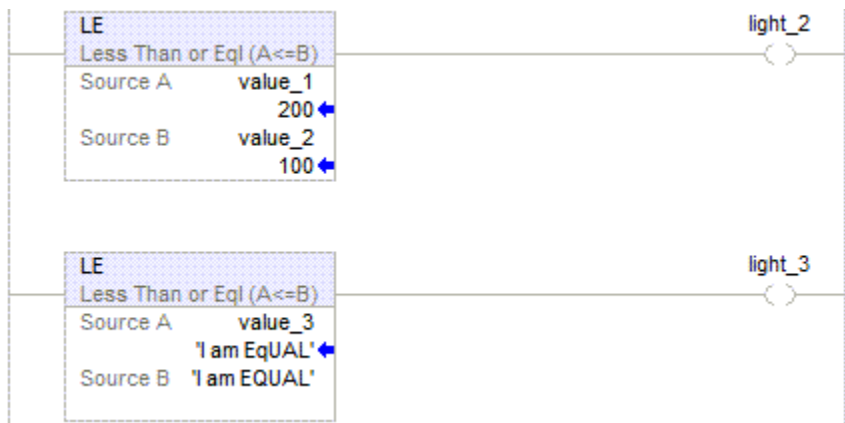 LE
light_2
Less Than or Eql (A<=B)
Source A value_1
200
Source B value_2
100
LE
light_3
Less Than or Eql (A<=B)
Source A value_3
'I am EqUAL'
Source B 'I am EQUAL'